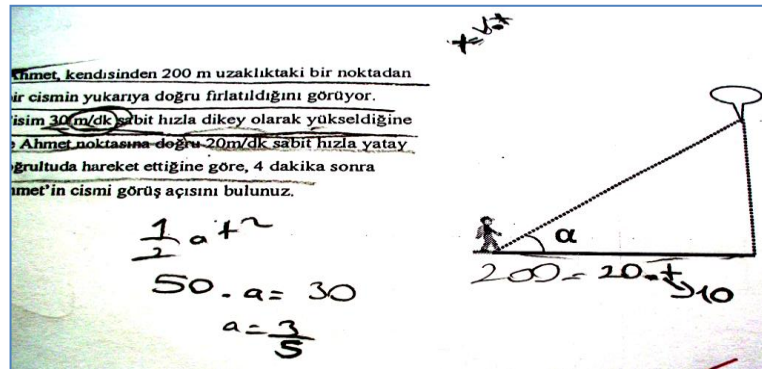 x=v.t
Ahmet, kendisinden 200 m uzaklıktaki bir noktadan
bir cismin yukarıya doğru fırlatıldığını görüyor.
isim 30 m/dk sabit hızla dikey olarak yükseldiğine
Ahmet noktasına doğru 20m/dk sabit hızla yatay
ğrultuda hareket ettiğine göre, 4 dakika sonra
hmet'in cismi görüş açısını bulunuz.
α
200 = 20.t
10
1/2 a t²
50.a = 30
a = 3/5